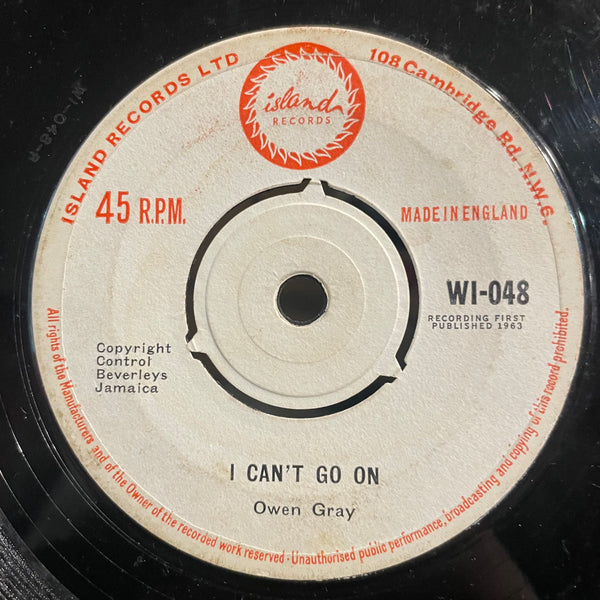 ISLAND RECORDS LTD
108 Cambridge Rd. N.W.6.
island
RECORDS
45 R.P.M.
MADE IN ENGLAND
WI-048
RECORDING FIRST
PUBLISHED 1963
Copyright
Control
Beverleys
Jamaica
I CAN'T GO ON
Owen Gray
All rights of the Manufacturers and of the Owner of the recorded work reserved - Unauthorised public performance, broadcasting and copying of this record prohibited.